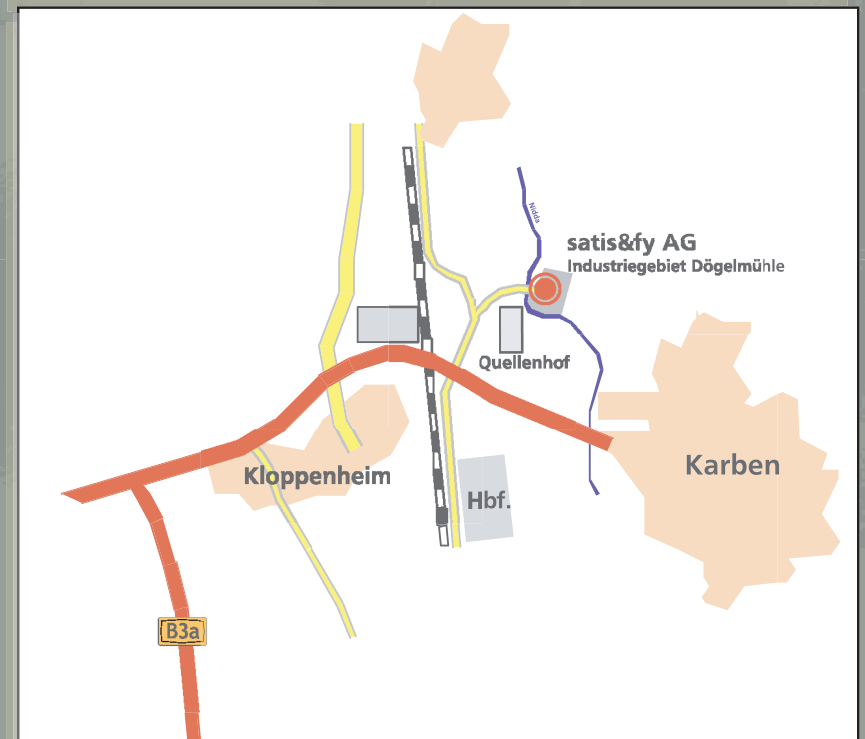 Nidda
satis&fy AG
Industriegebiet Dögelmühle
Quellenhof
Karben
Kloppenheim
Hbf.
B3a